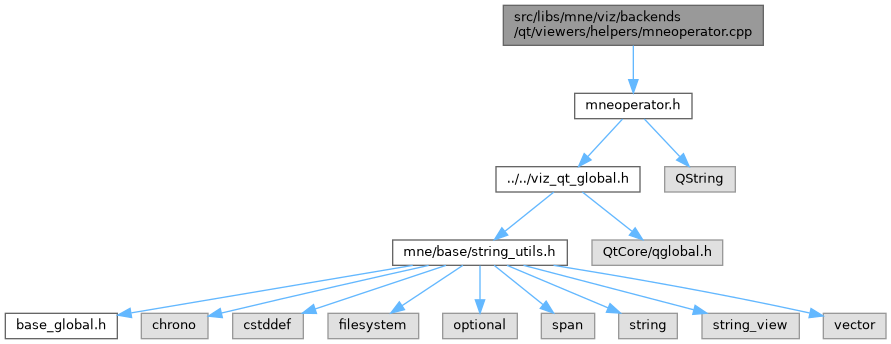 src/libs/mne/viz/backends
/qt/viewers/helpers/mneoperator.cpp
mneoperator.h
../../viz_qt_global.h
QString
mne/base/string_utils.h
QtCore/qglobal.h
base_global.h
chrono
cstddef
filesystem
optional
span
string
string_view
vector